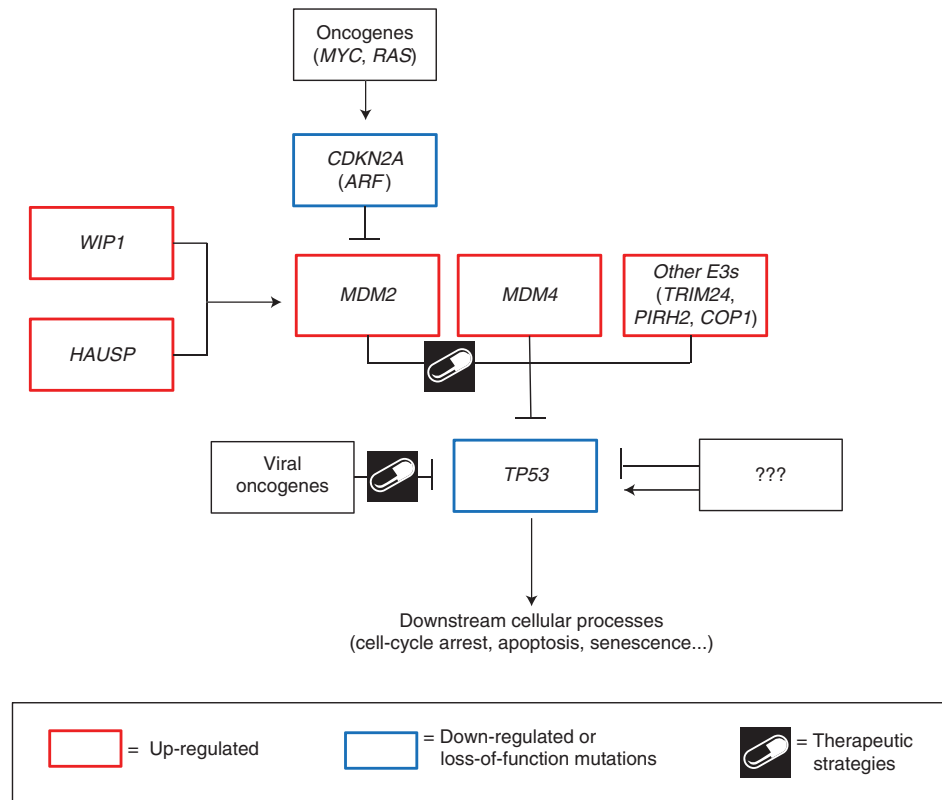 Oncogenes
(MYC, RAS)
CDKN2A
(ARF)
WIP1
HAUSP
MDM2
MDM4
Other E3s
(TRIM24,
PIRH2, COP1)
Viral
oncogenes
TP53
???
Downstream cellular processes
(cell-cycle arrest, apoptosis, senescence...)
= Up-regulated
= Down-regulated or
loss-of-function mutations
= Therapeutic
strategies